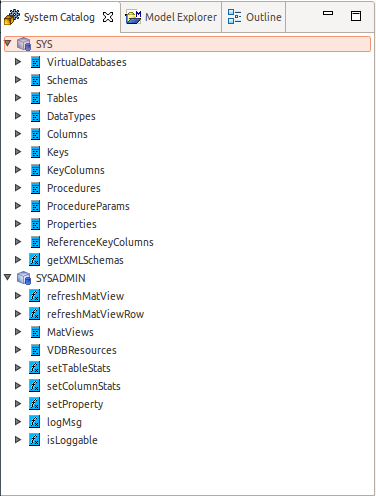 System Catalog Model Explorer Outline
SYS
VirtualDatabases
Schemas
Tables
DataTypes
Columns
Keys
KeyColumns
Procedures
ProcedureParams
Properties
ReferenceKeyColumns
getXMLSchemas
SYSADMIN
refreshMatView
refreshMatViewRow
MatViews
VDBResources
setTableStats
setColumnStats
setProperty
logMsg
isLoggable